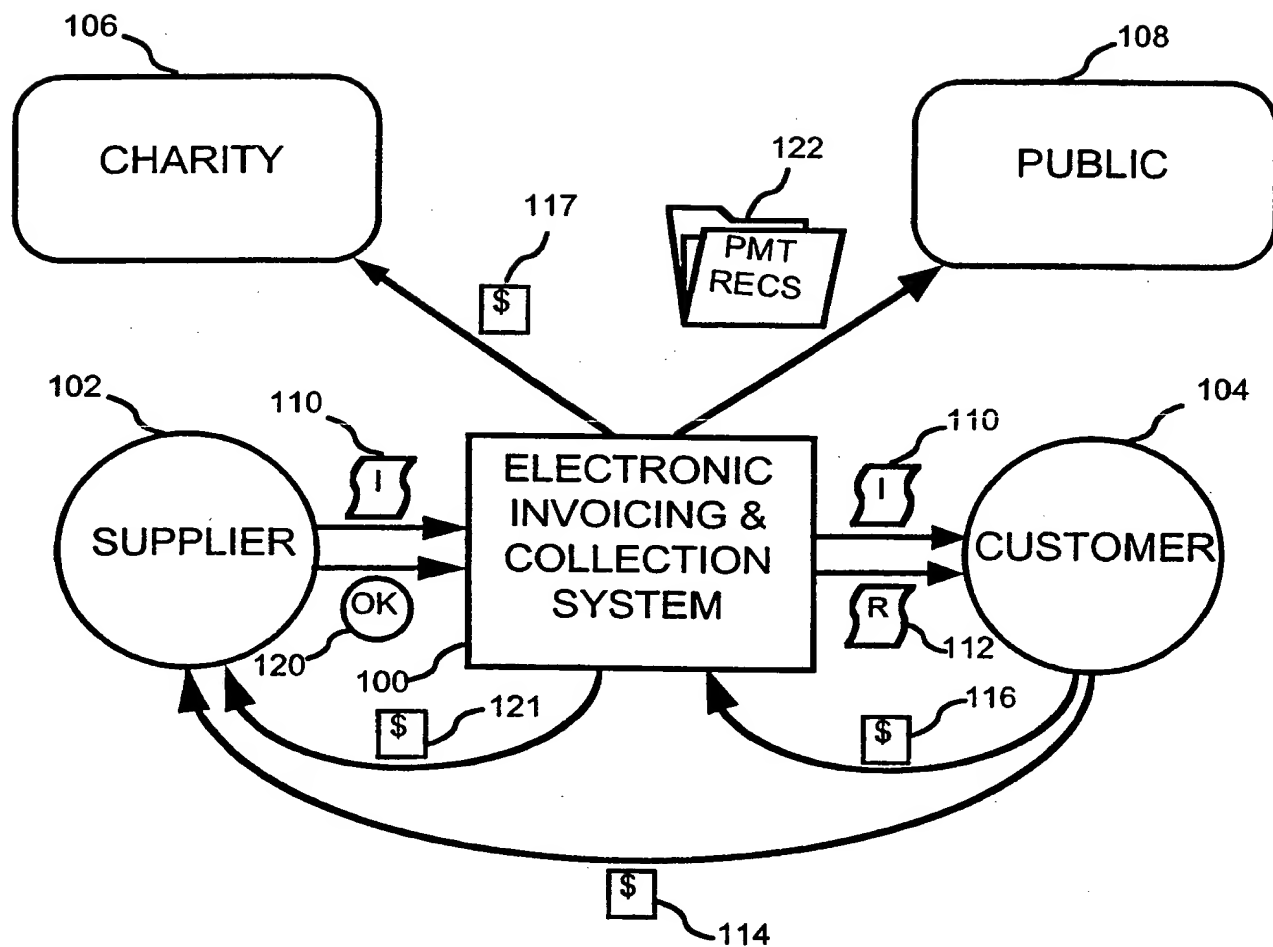 106
108
CHARITY
PUBLIC
122
117
PMT
RECS
$
102
110
110
104
I
I
ELECTRONIC
INVOICING &
COLLECTION
SYSTEM
SUPPLIER
CUSTOMER
OK
R
120
100
112
$
121
$
116
$
114